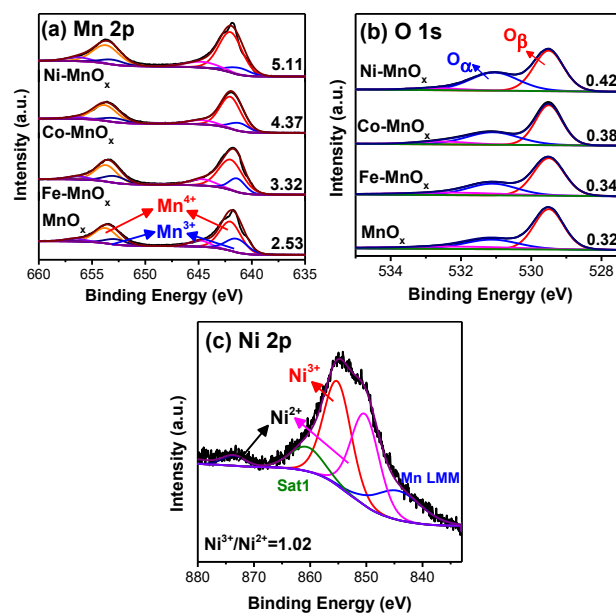 (a) Mn 2p
5.11
Ni-MnOₓ
4.37
Co-MnOₓ
3.32
Fe-MnOₓ
Mn⁴⁺
MnOₓ
Mn³⁺
2.53
660 655 650 645 640 635
Binding Energy (eV)
Intensity (a.u.)
(b) O 1s
Oα
Oβ
Ni-MnOₓ
0.42
Co-MnOₓ
0.38
Fe-MnOₓ
0.34
MnOₓ
0.32
534 532 530 528
Binding Energy (eV)
Intensity (a.u.)
(c) Ni 2p
Ni³⁺
Ni²⁺
Sat1
Mn LMM
Ni³⁺/Ni²⁺=1.02
880 870 860 850 840
Binding Energy (eV)
Intensity (a.u.)